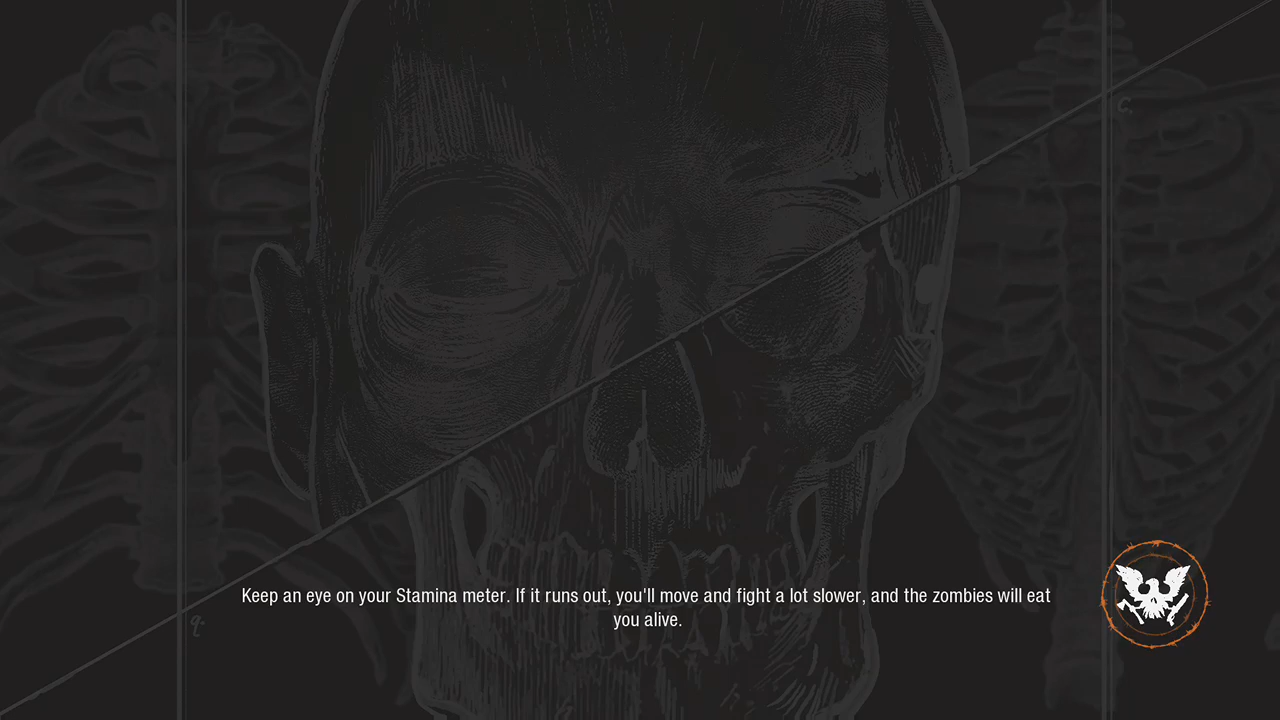 c.
Keep an eye on your Stamina meter. If it runs out, you'll move and fight a lot slower, and the zombies will eat
you alive.
q.